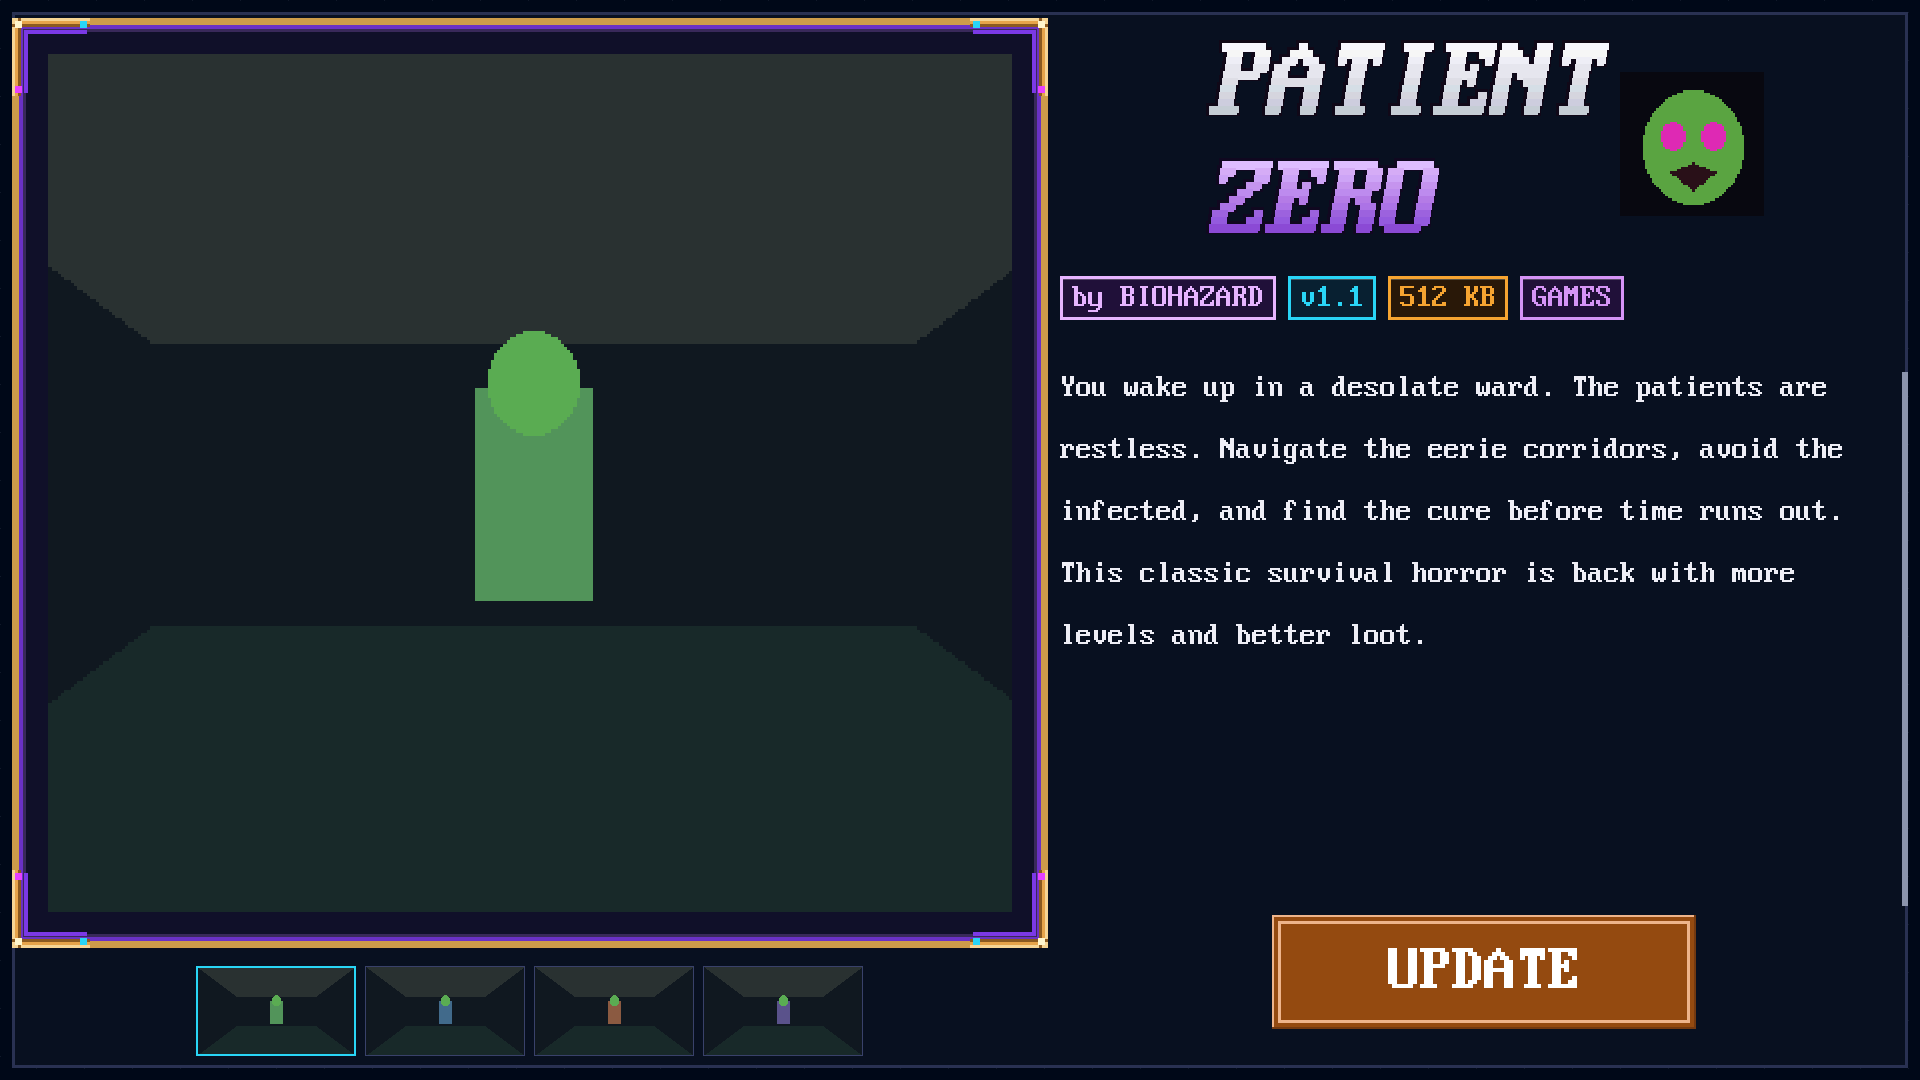 PATIENT
ZERO
by BIOHAZARD
v1.1
512 KB
GAMES
You wake up in a desolate ward. The patients are
restless. Navigate the eerie corridors, avoid the
infected, and find the cure before time runs out.
This classic survival horror is back with more
levels and better loot.
UPDATE